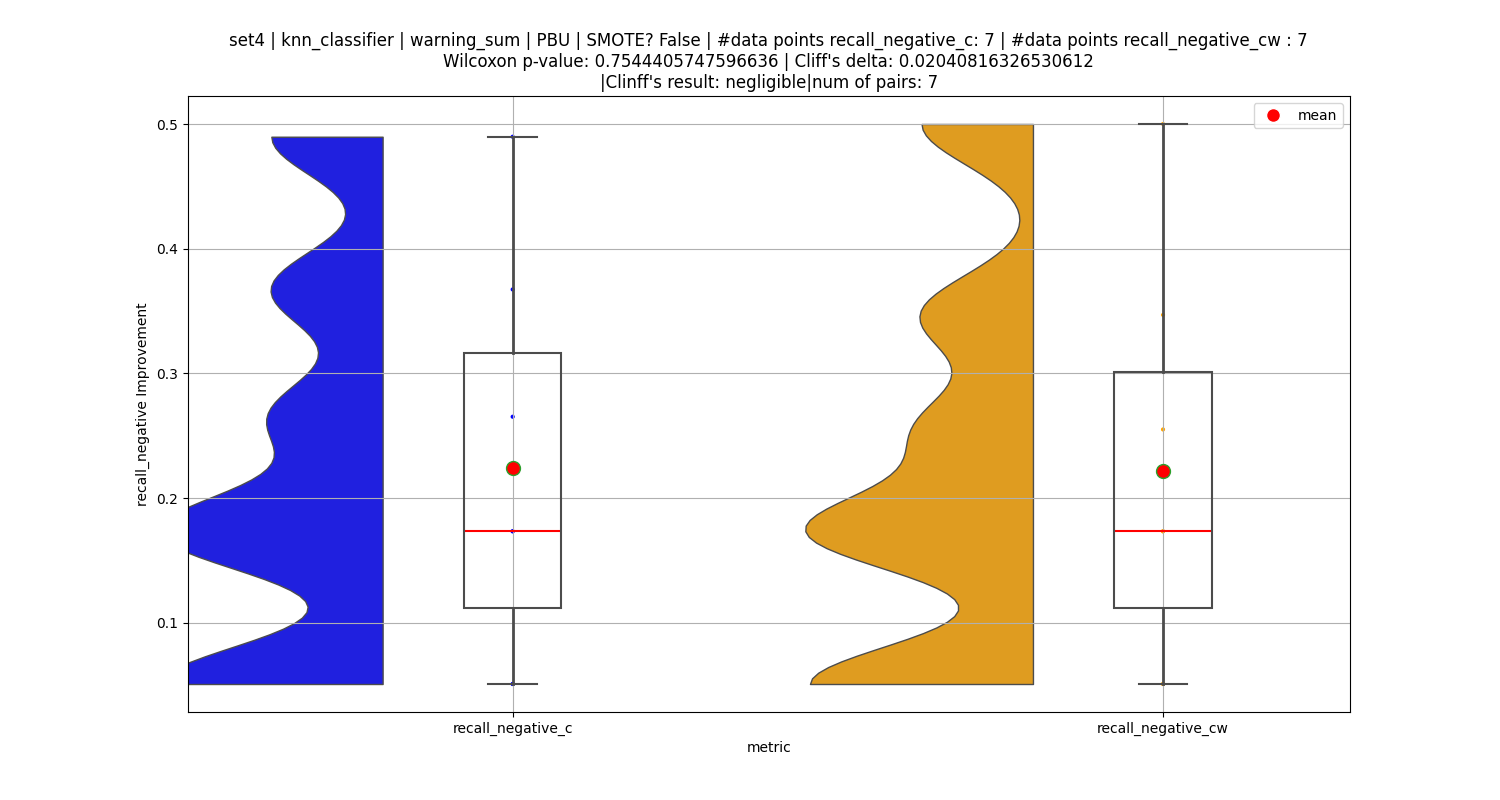 set4 | knn_classifier | warning_sum | PBU | SMOTE? False | #data points recall_negative_c: 7 | #data points recall_negative_cw : 7
Wilcoxon p-value: 0.7544405747596636 | Cliff's delta: 0.02040816326530612
|Clinff's result: negligible|num of pairs: 7
mean
0.5
0.4
0.3
0.2
0.1
recall_negative Improvement
recall_negative_c
recall_negative_cw
metric